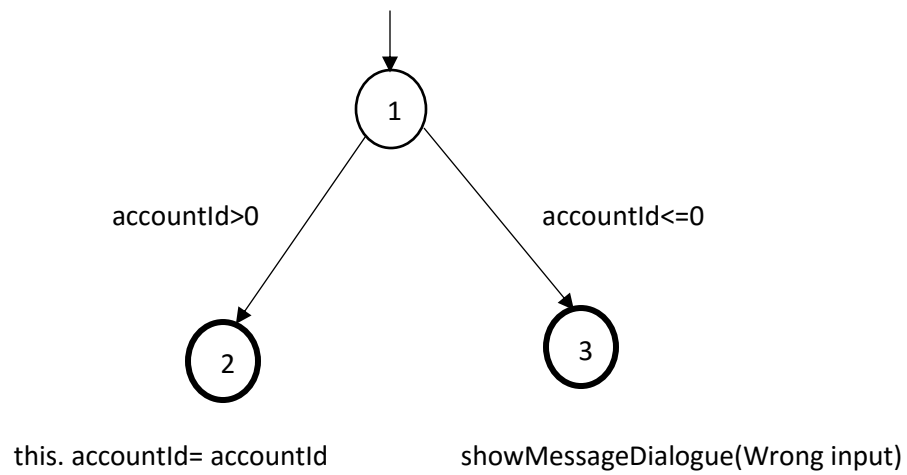 1
accountId>0
accountId<=0
2
3
this. accountId= accountId
showMessageDialogue(Wrong input)